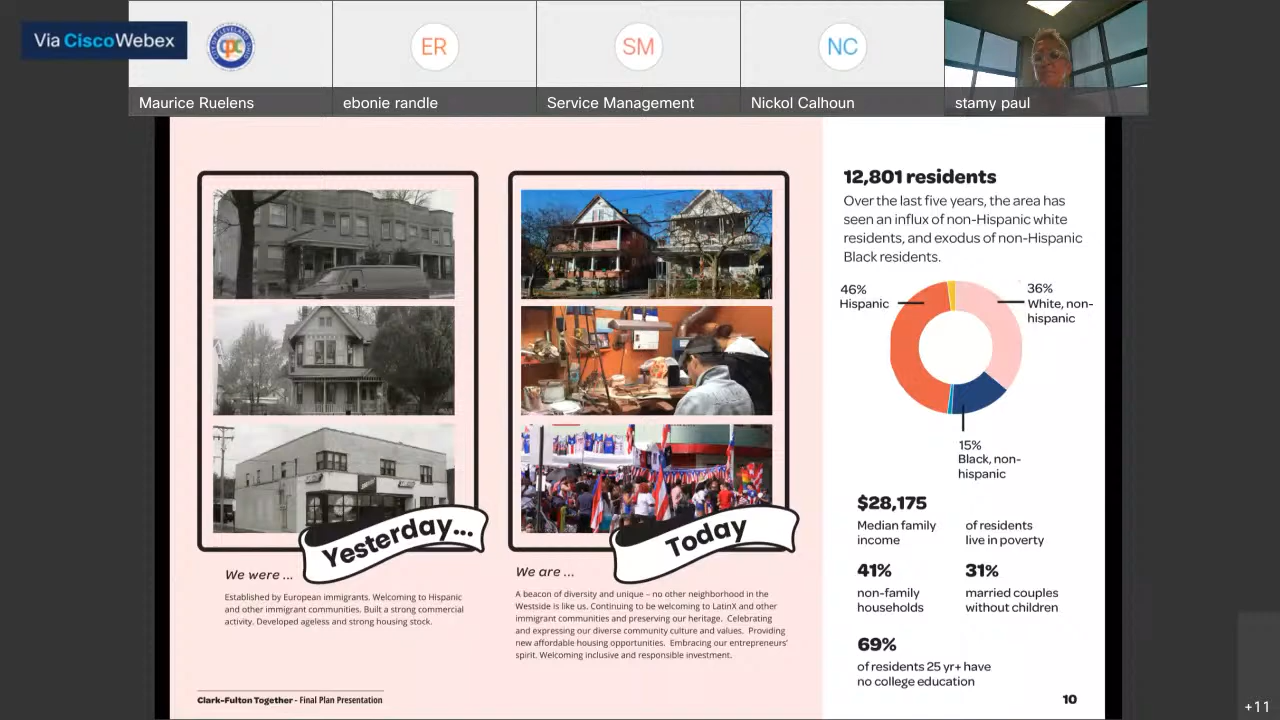 Via Cisco Webex
ER
SM
NC
Maurice Ruelens
ebonie randle
Service Management
Nickol Calhoun
stamy paul
Yesterday...
We were ...
Established by European immigrants. Welcoming to Hispanic
and other immigrant communities. Built a strong commercial
activity. Developed ageless and strong housing stock.
Today
We are ...
A beacon of diversity and unique – no other neighborhood in the
Westside is like us. Continuing to be welcoming to LatinX and other
immigrant communities and preserving our heritage. Celebrating
and expressing our diverse community culture and values. Providing
new affordable housing opportunities. Embracing our entrepreneurs'
spirit. Welcoming inclusive and responsible investment.
12,801 residents
Over the last five years, the area has
seen an influx of non-Hispanic white
residents, and exodus of non-Hispanic
Black residents.
46%
Hispanic
36%
White, non-
hispanic
15%
Black, non-
hispanic
$28,175
Median family
income
of residents
live in poverty
41%
non-family
households
31%
married couples
without children
69%
of residents 25 yr+ have
no college education
Clark-Fulton Together - Final Plan Presentation
10
+11